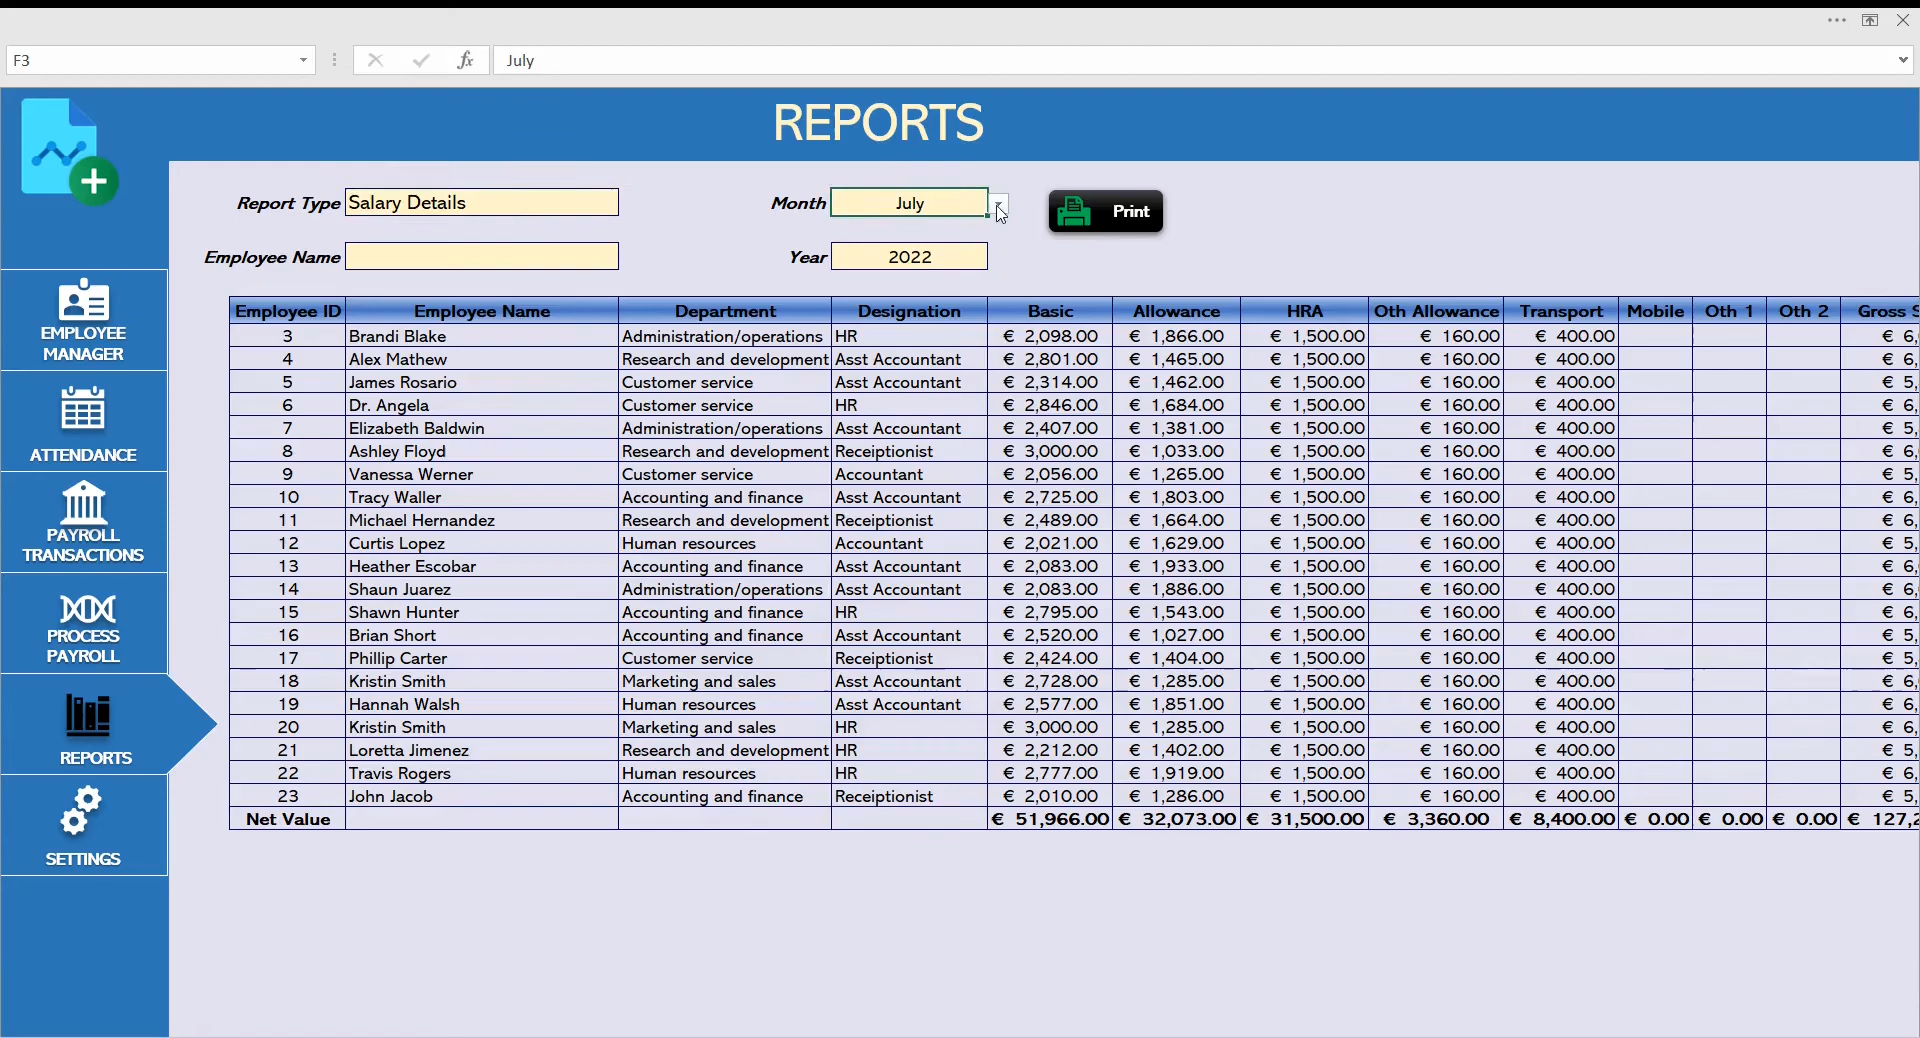 F3
fx
July
REPORTS
Report Type Salary Details Month July Print
Employee Name Year 2022
EMPLOYEE
MANAGER
ATTENDANCE
PAYROLL
TRANSACTIONS
PROCESS
PAYROLL
REPORTS
SETTINGS
Employee ID Employee Name Department Designation Basic Allowance HRA Oth Allowance Transport Mobile Oth 1 Oth 2 Gross S
3 Brandi Blake Administration/operations HR € 2,098.00 € 1,866.00 € 1,500.00 € 160.00 € 400.00 € 6,
4 Alex Mathew Research and development Asst Accountant € 2,801.00 € 1,465.00 € 1,500.00 € 160.00 € 400.00 € 6,
5 James Rosario Customer service Asst Accountant € 2,314.00 € 1,462.00 € 1,500.00 € 160.00 € 400.00 € 5,
6 Dr. Angela Customer service HR € 2,846.00 € 1,684.00 € 1,500.00 € 160.00 € 400.00 € 6,
7 Elizabeth Baldwin Administration/operations Asst Accountant € 2,407.00 € 1,381.00 € 1,500.00 € 160.00 € 400.00 € 5,
8 Ashley Floyd Research and development Receiptionist € 3,000.00 € 1,033.00 € 1,500.00 € 160.00 € 400.00 € 6,
9 Vanessa Werner Customer service Accountant € 2,056.00 € 1,265.00 € 1,500.00 € 160.00 € 400.00 € 5,
10 Tracy Waller Accounting and finance Asst Accountant € 2,725.00 € 1,803.00 € 1,500.00 € 160.00 € 400.00 € 6,
11 Michael Hernandez Research and development Receiptionist € 2,489.00 € 1,664.00 € 1,500.00 € 160.00 € 400.00 € 6,
12 Curtis Lopez Human resources Accountant € 2,021.00 € 1,629.00 € 1,500.00 € 160.00 € 400.00 € 5,
13 Heather Escobar Accounting and finance Asst Accountant € 2,083.00 € 1,933.00 € 1,500.00 € 160.00 € 400.00 € 6,
14 Shaun Juarez Administration/operations Asst Accountant € 2,083.00 € 1,886.00 € 1,500.00 € 160.00 € 400.00 € 6,
15 Shawn Hunter Accounting and finance HR € 2,795.00 € 1,543.00 € 1,500.00 € 160.00 € 400.00 € 6,
16 Brian Short Accounting and finance Asst Accountant € 2,520.00 € 1,027.00 € 1,500.00 € 160.00 € 400.00 € 5,
17 Phillip Carter Customer service Receiptionist € 2,424.00 € 1,404.00 € 1,500.00 € 160.00 € 400.00 € 5,
18 Kristin Smith Marketing and sales Asst Accountant € 2,728.00 € 1,285.00 € 1,500.00 € 160.00 € 400.00 € 6,
19 Hannah Walsh Human resources Asst Accountant € 2,577.00 € 1,851.00 € 1,500.00 € 160.00 € 400.00 € 6,
20 Kristin Smith Marketing and sales HR € 3,000.00 € 1,285.00 € 1,500.00 € 160.00 € 400.00 € 6,
21 Loretta Jimenez Research and development HR € 2,212.00 € 1,402.00 € 1,500.00 € 160.00 € 400.00 € 5,
22 Travis Rogers Human resources HR € 2,777.00 € 1,919.00 € 1,500.00 € 160.00 € 400.00 € 6,
23 John Jacob Accounting and finance Receiptionist € 2,010.00 € 1,286.00 € 1,500.00 € 160.00 € 400.00 € 5,
Net Value € 51,966.00 € 32,073.00 € 31,500.00 € 3,360.00 € 8,400.00 € 0.00 € 0.00 € 0.00 € 127,2